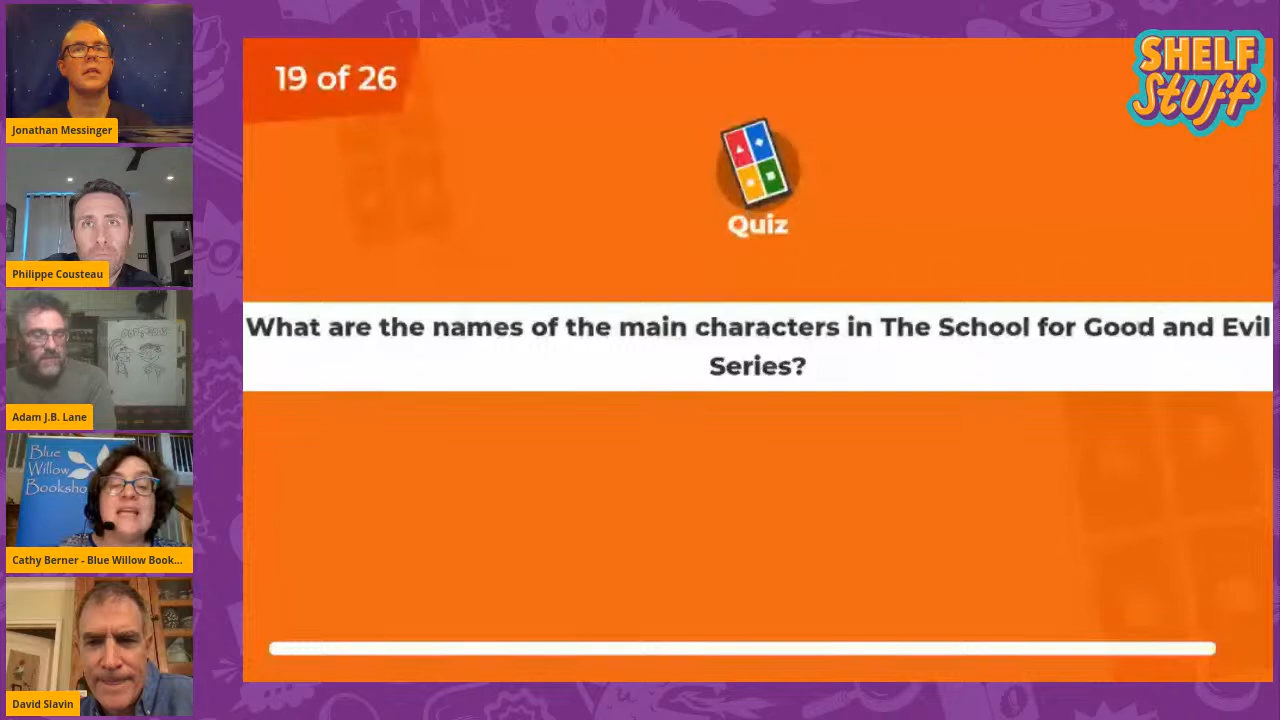 Jonathan Messinger
Philippe Cousteau
Adam J.B. Lane
Blue
Willow
Booksho
Cathy Berner - Blue Willow Book...
David Slavin
19 of 26
SHELF
Stuff
Quiz
What are the names of the main characters in The School for Good and Evil
Series?